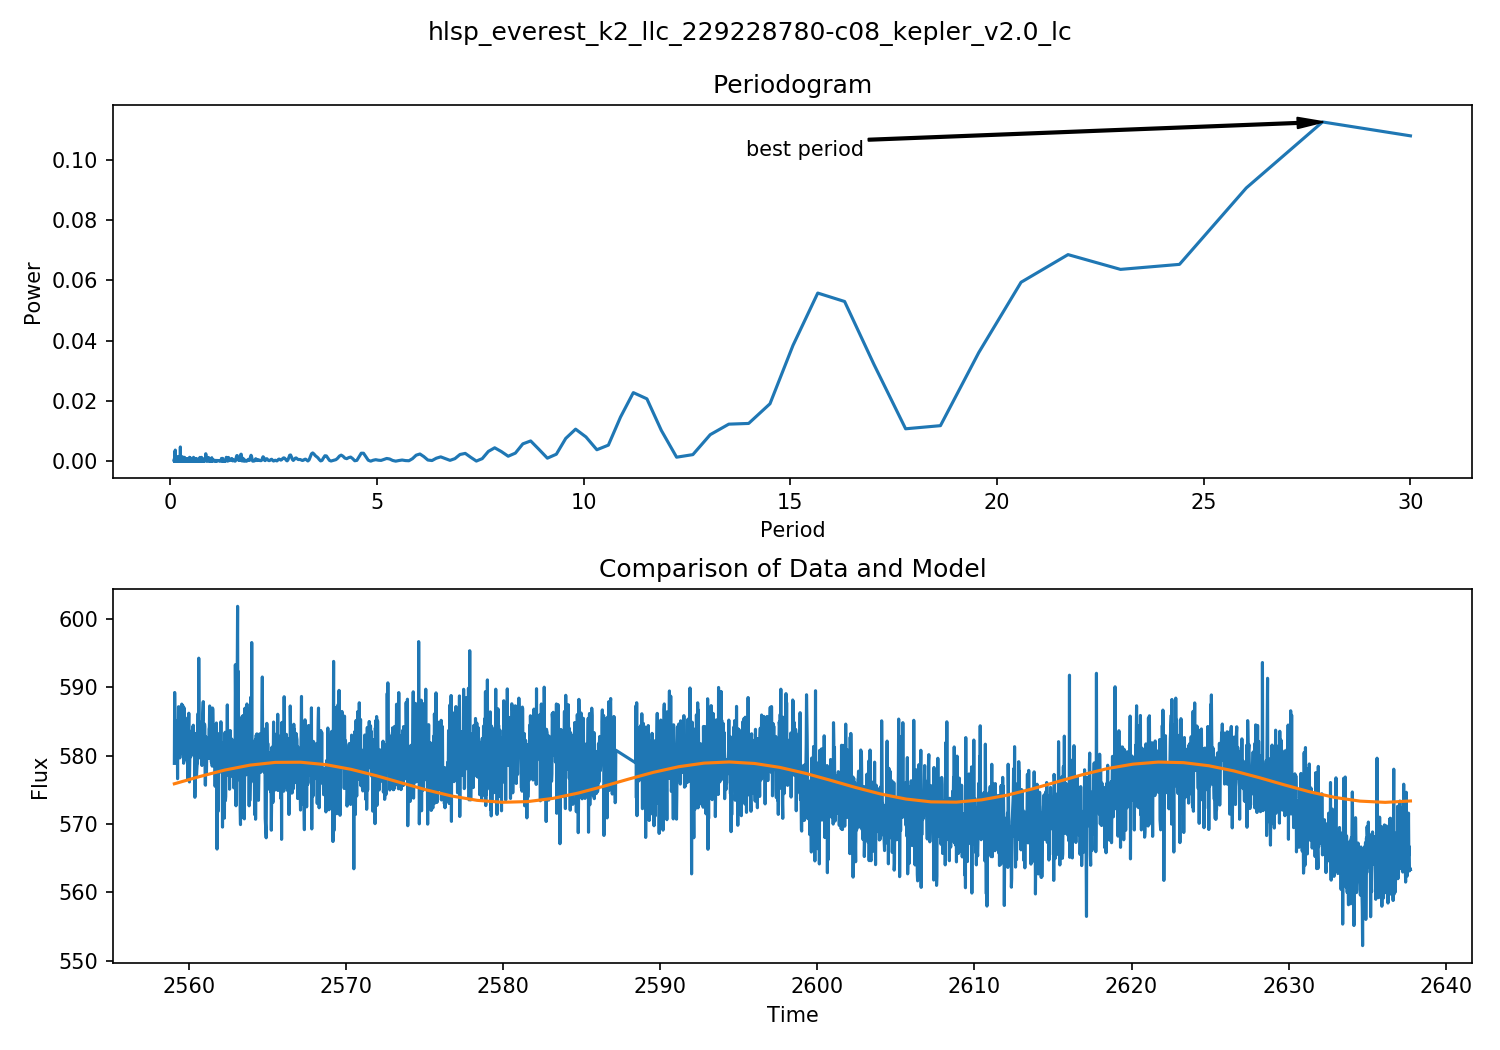 hlsp_everest_k2_llc_229228780-c08_kepler_v2.0_lc
Periodogram
best period
0.10
0.08
0.06
0.04
0.02
0.00
Power
0 5 10 15 20 25 30
Period
Comparison of Data and Model
600
590
580
570
560
550
Flux
2560 2570 2580 2590 2600 2610 2620 2630 2640
Time